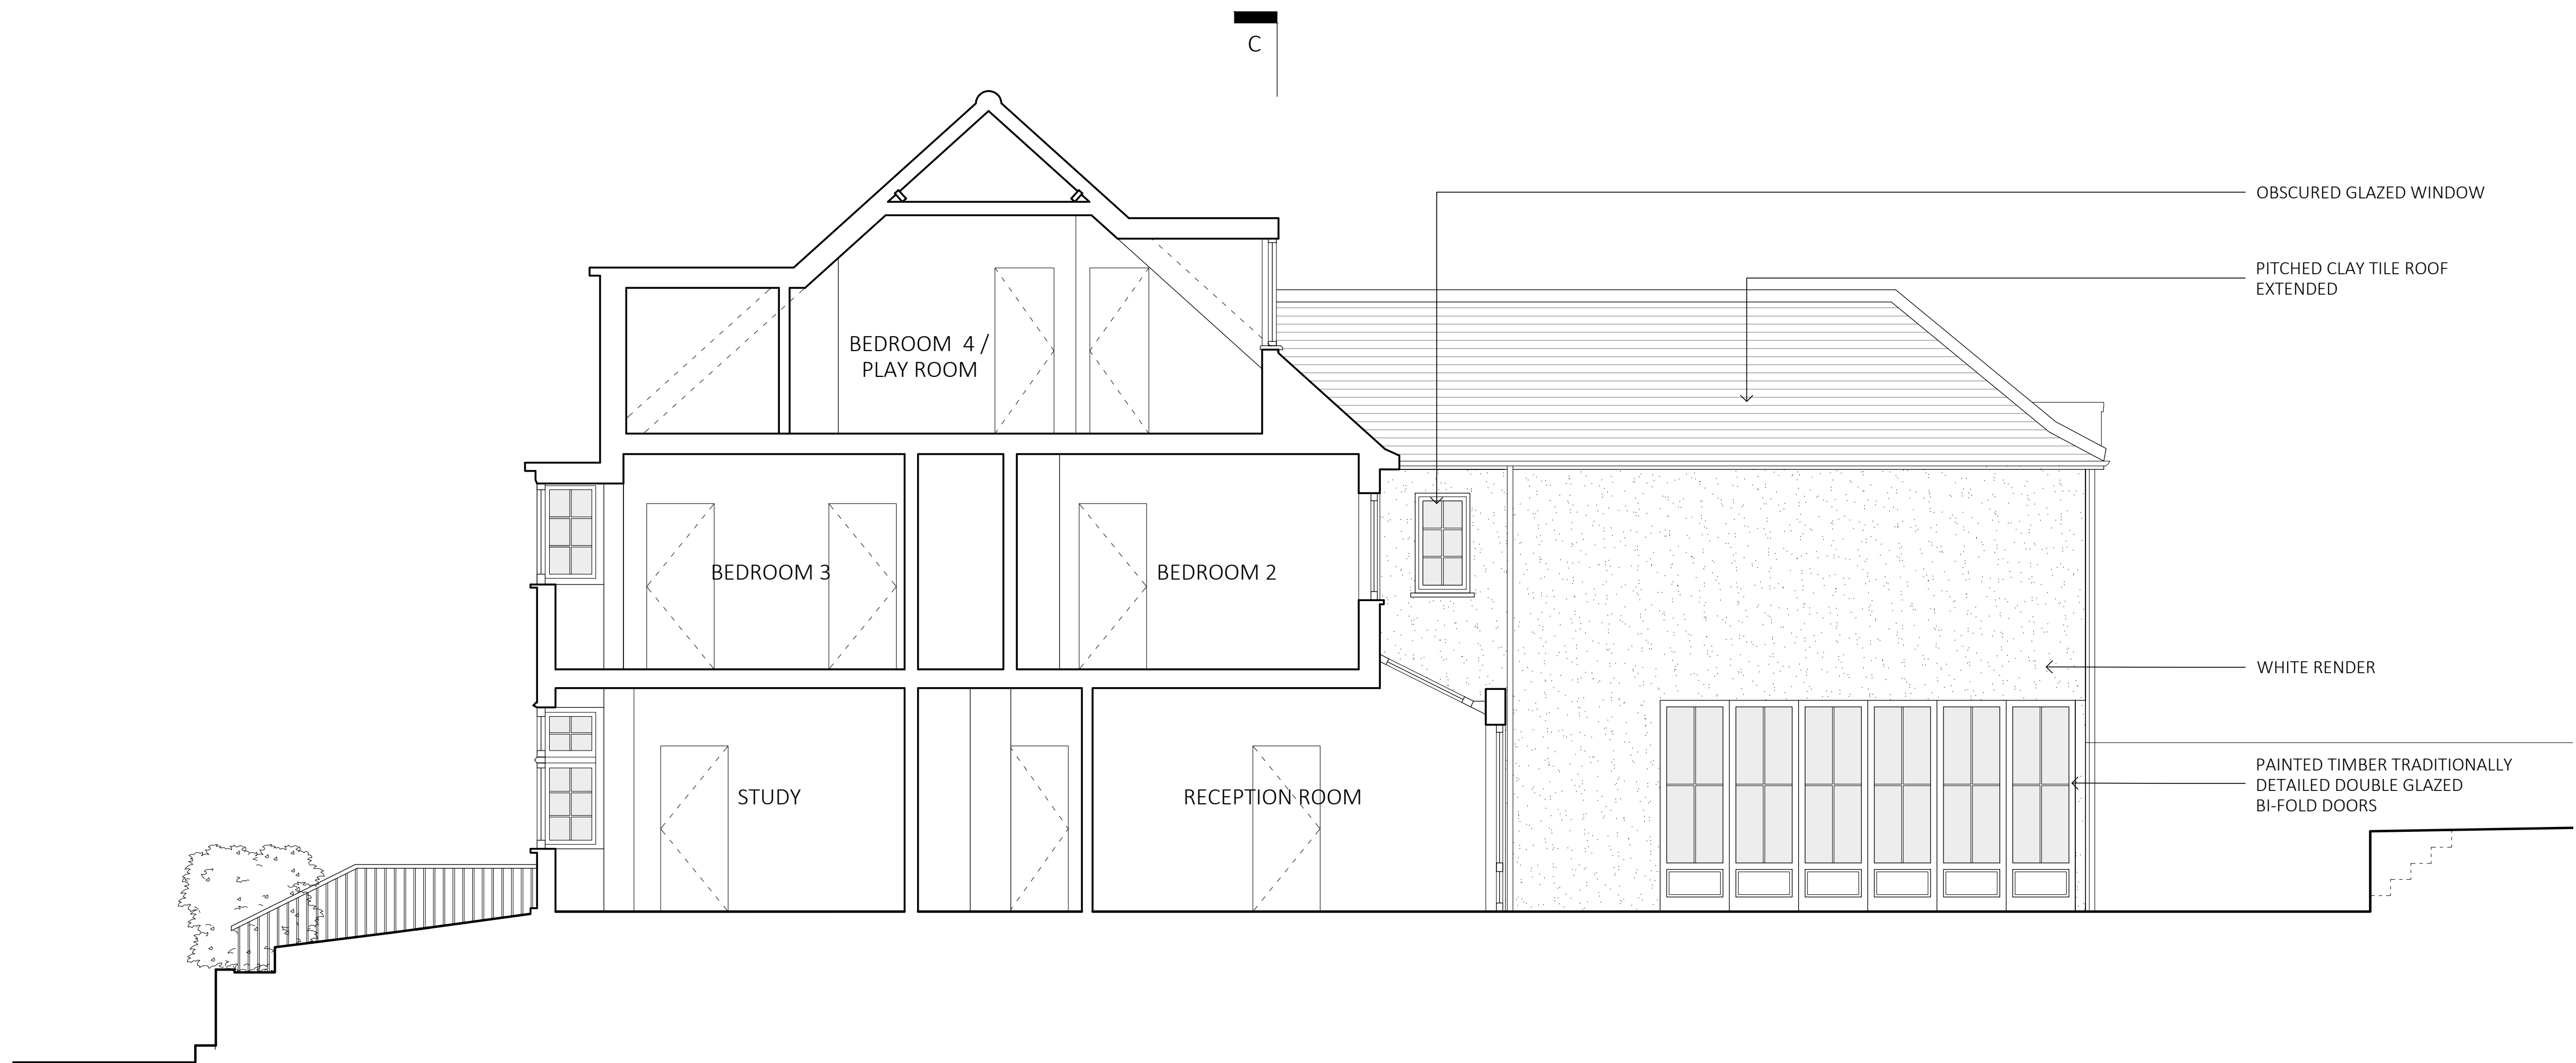 C
OBSCURED GLAZED WINDOW
PITCHED CLAY TILE ROOF
EXTENDED
BEDROOM 4 /
PLAY ROOM
BEDROOM 3
BEDROOM 2
WHITE RENDER
STUDY
RECEPTION ROOM
PAINTED TIMBER TRADITIONALLY
DETAILED DOUBLE GLAZED
BI-FOLD DOORS